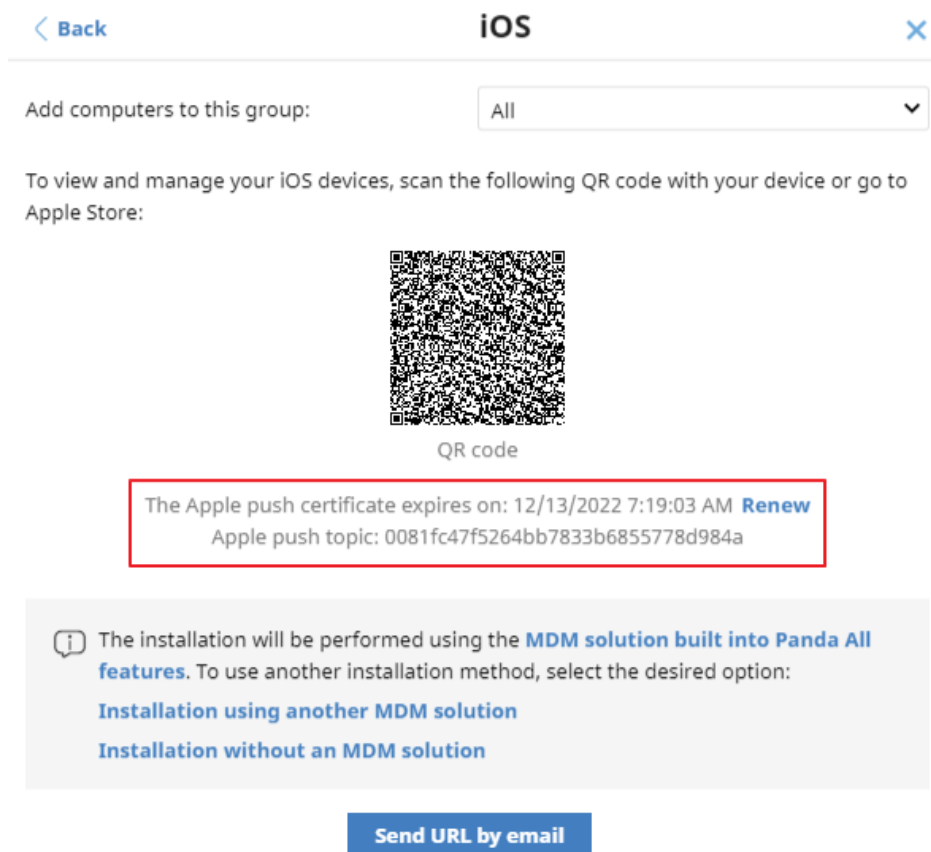 Back
iOS
Add computers to this group:
All
To view and manage your iOS devices, scan the following QR code with your device or go to
Apple Store:
QR code
The Apple push certificate expires on: 12/13/2022 7:19:03 AM Renew
Apple push topic: 0081fc47f5264bb7833b6855778d984a
The installation will be performed using the MDM solution built into Panda All
features. To use another installation method, select the desired option:
Installation using another MDM solution
Installation without an MDM solution
Send URL by email